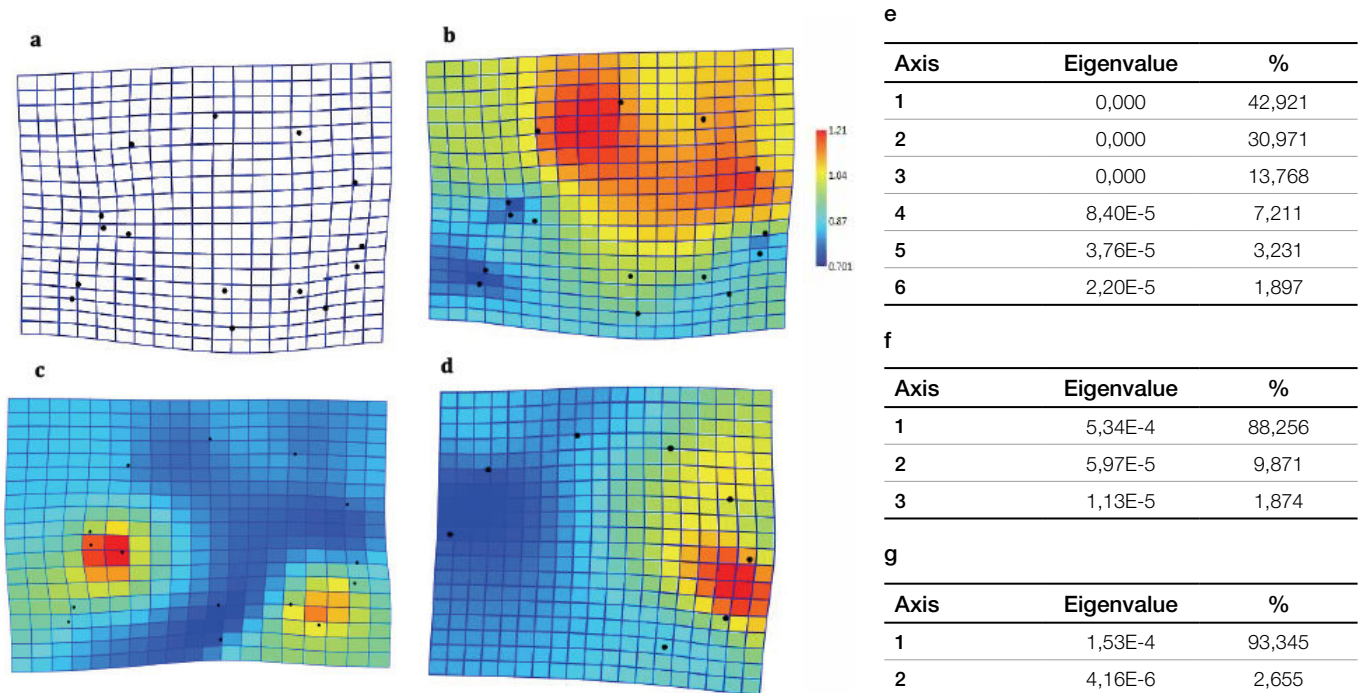 a
b
1.21
1.04
0.87
0.701
c
d
e
Axis Eigenvalue %
1 0,000 42,921
2 0,000 30,971
3 0,000 13,768
4 8,40E-5 7,211
5 3,76E-5 3,231
6 2,20E-5 1,897
f
Axis Eigenvalue %
1 5,34E-4 88,256
2 5,97E-5 9,871
3 1,13E-5 1,874
g
Axis Eigenvalue %
1 1,53E-4 93,345
2 4,16E-6 2,655